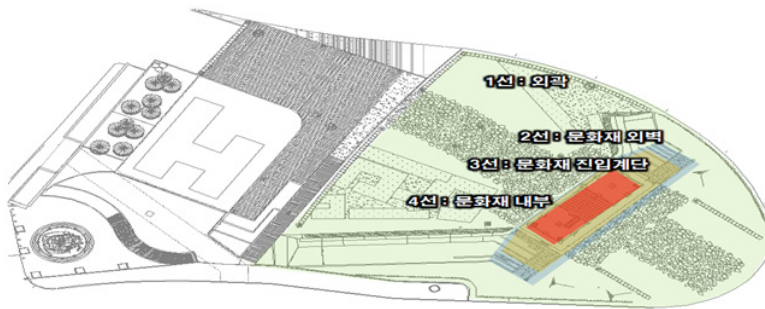 1선 : 외곽
2선 : 문화재 외벽
3선 : 문화재 진입계단
4선 : 문화재 내부